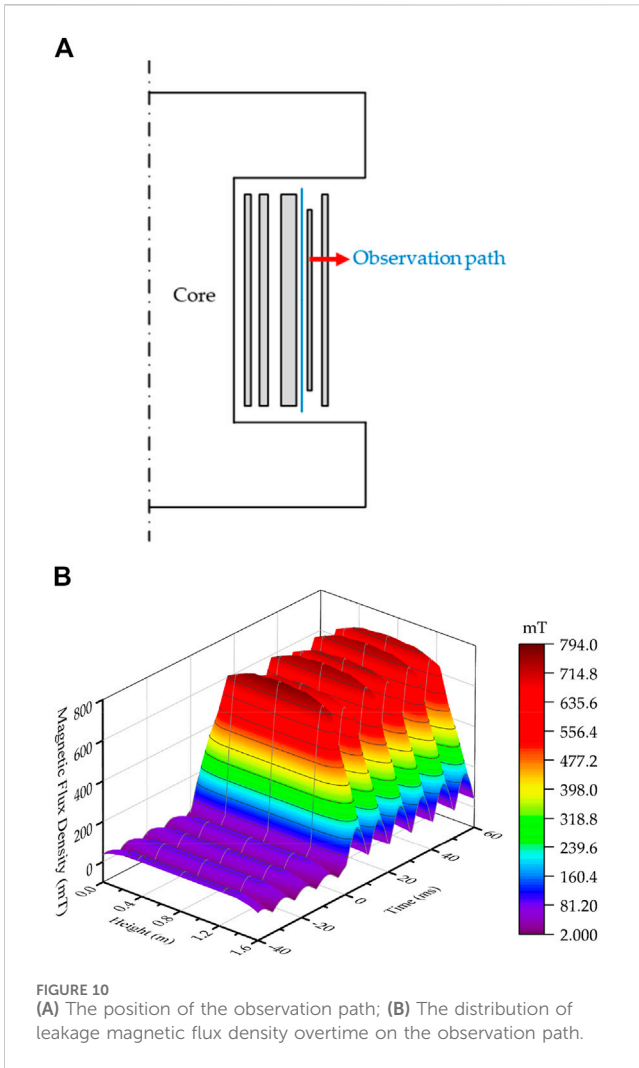 A
Core
Observation path
B
Magnetic Flux Density (mT)
800
600
400
200
0
0.0
0.4
0.8
1.2
1.6
Height (m)
-40
-20
0
20
40
60
Time (ms)
mT
794.0
714.8
635.6
556.4
477.2
398.0
318.8
239.6
160.4
81.20
2.000
FIGURE 10
(A) The position of the observation path; (B) The distribution of
leakage magnetic flux density overtime on the observation path.